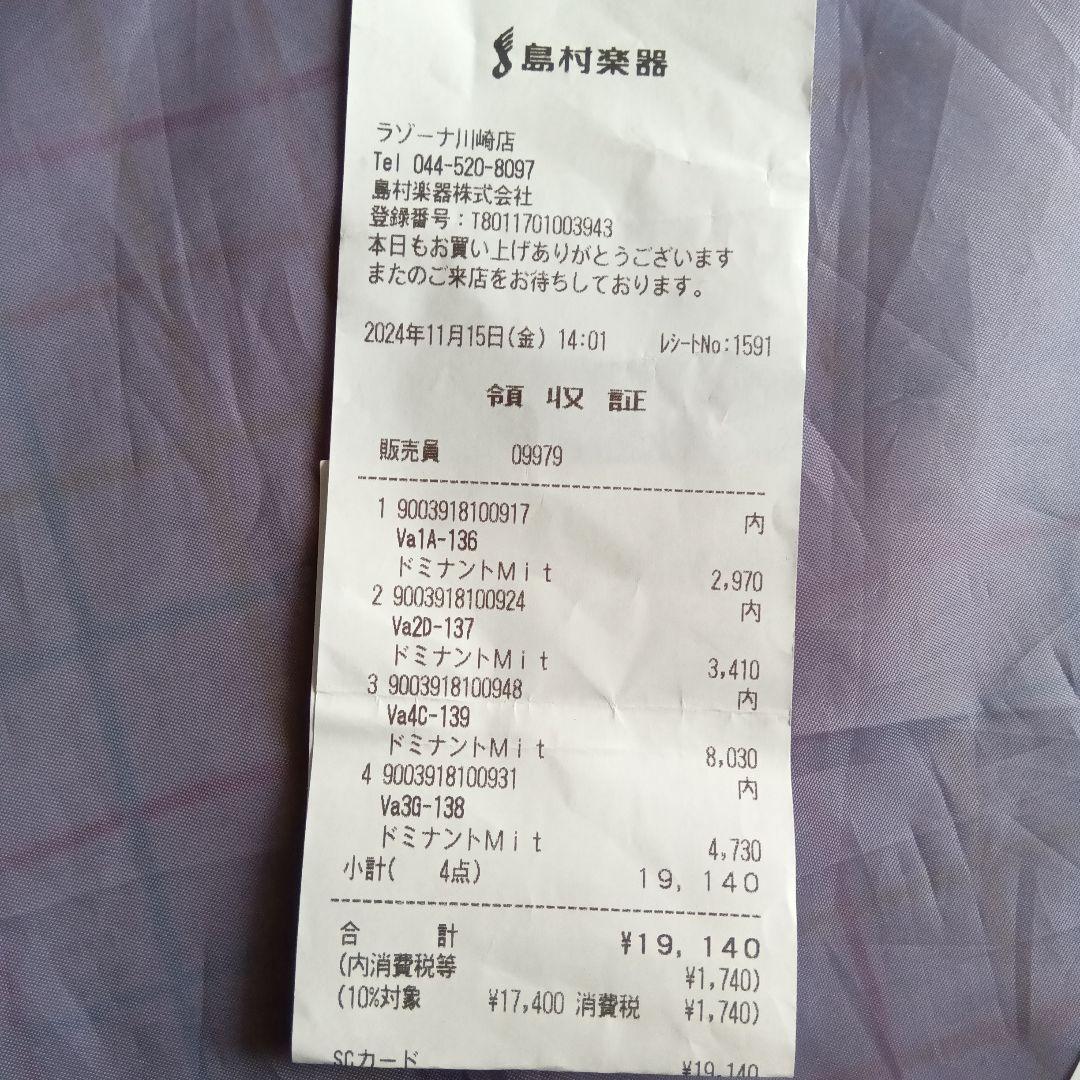 島村楽器
ラゾーナ川崎店
Tel 044-520-8097
島村楽器株式会社
登録番号：T8011701003943
本日もお買い上げありがとうございます
またのご来店をお待ちしております。
2024年11月15日(金) 14:01 ﾚｼｰﾄNo:1591
領 収 証
販売員 09979
1 9003918100917 内
Va1A-136
ドミナントＭｉｔ 2,970
2 9003918100924 内
Va2D-137
ドミナントＭｉｔ 3,410
3 9003918100948 内
Va4C-139
ドミナントＭｉｔ 8,030
4 9003918100931 内
Va3G-138
ドミナントＭｉｔ 4,730
小計( 4点) 19,140
合 計 ¥19,140
(内消費税等 ¥1,740)
(10%対象 ¥17,400 消費税 ¥1,740)
SCカード ¥19,140